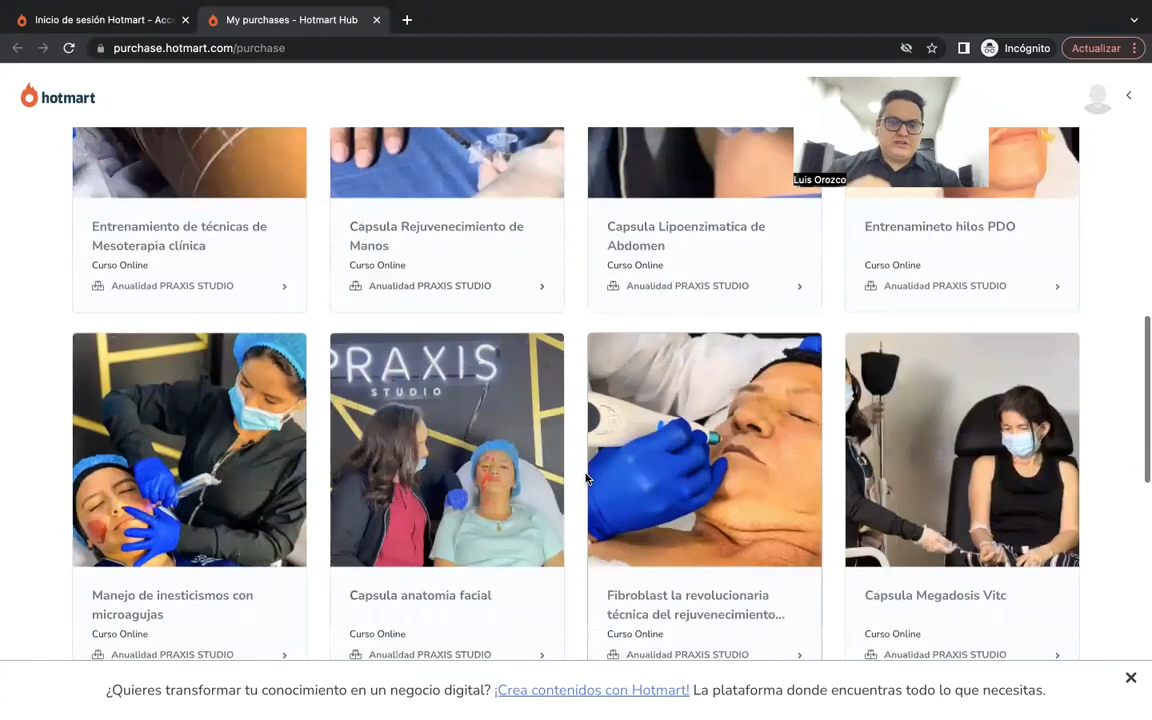 Inicio de sesión Hotmart - Acce
My purchases - Hotmart Hub
purchase.hotmart.com/purchase
Incógnito
Actualizar
hotmart
Luis Orozco
Entrenamiento de técnicas de
Mesoterapia clínica
Curso Online
Anualidad PRAXIS STUDIO
Capsula Rejuvenecimiento de
Manos
Curso Online
Anualidad PRAXIS STUDIO
Capsula Lipoenzimatica de
Abdomen
Curso Online
Anualidad PRAXIS STUDIO
Entrenamineto hilos PDO
Curso Online
Anualidad PRAXIS STUDIO
PRAXIS
STUDIO
Manejo de inesticismos con
microagujas
Curso Online
Anualidad PRAXIS STUDIO
Capsula anatomia facial
Curso Online
Anualidad PRAXIS STUDIO
Fibroblast la revolucionaria
técnica del rejuvenecimiento...
Curso Online
Anualidad PRAXIS STUDIO
Capsula Megadosis Vitc
Curso Online
Anualidad PRAXIS STUDIO
¿Quieres transformar tu conocimiento en un negocio digital? ¡Crea contenidos con Hotmart! La plataforma donde encuentras todo lo que necesitas.